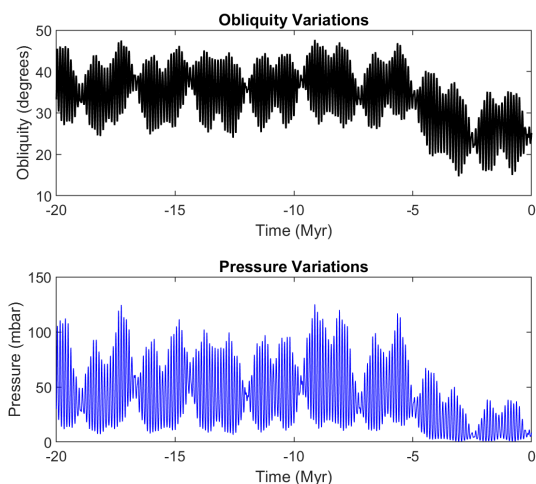 Obliquity Variations
50
40
30
20
10
Obliquity (degrees)
-20 -15 -10 -5 0
Time (Myr)
Pressure Variations
150
100
50
0
Pressure (mbar)
-20 -15 -10 -5 0
Time (Myr)